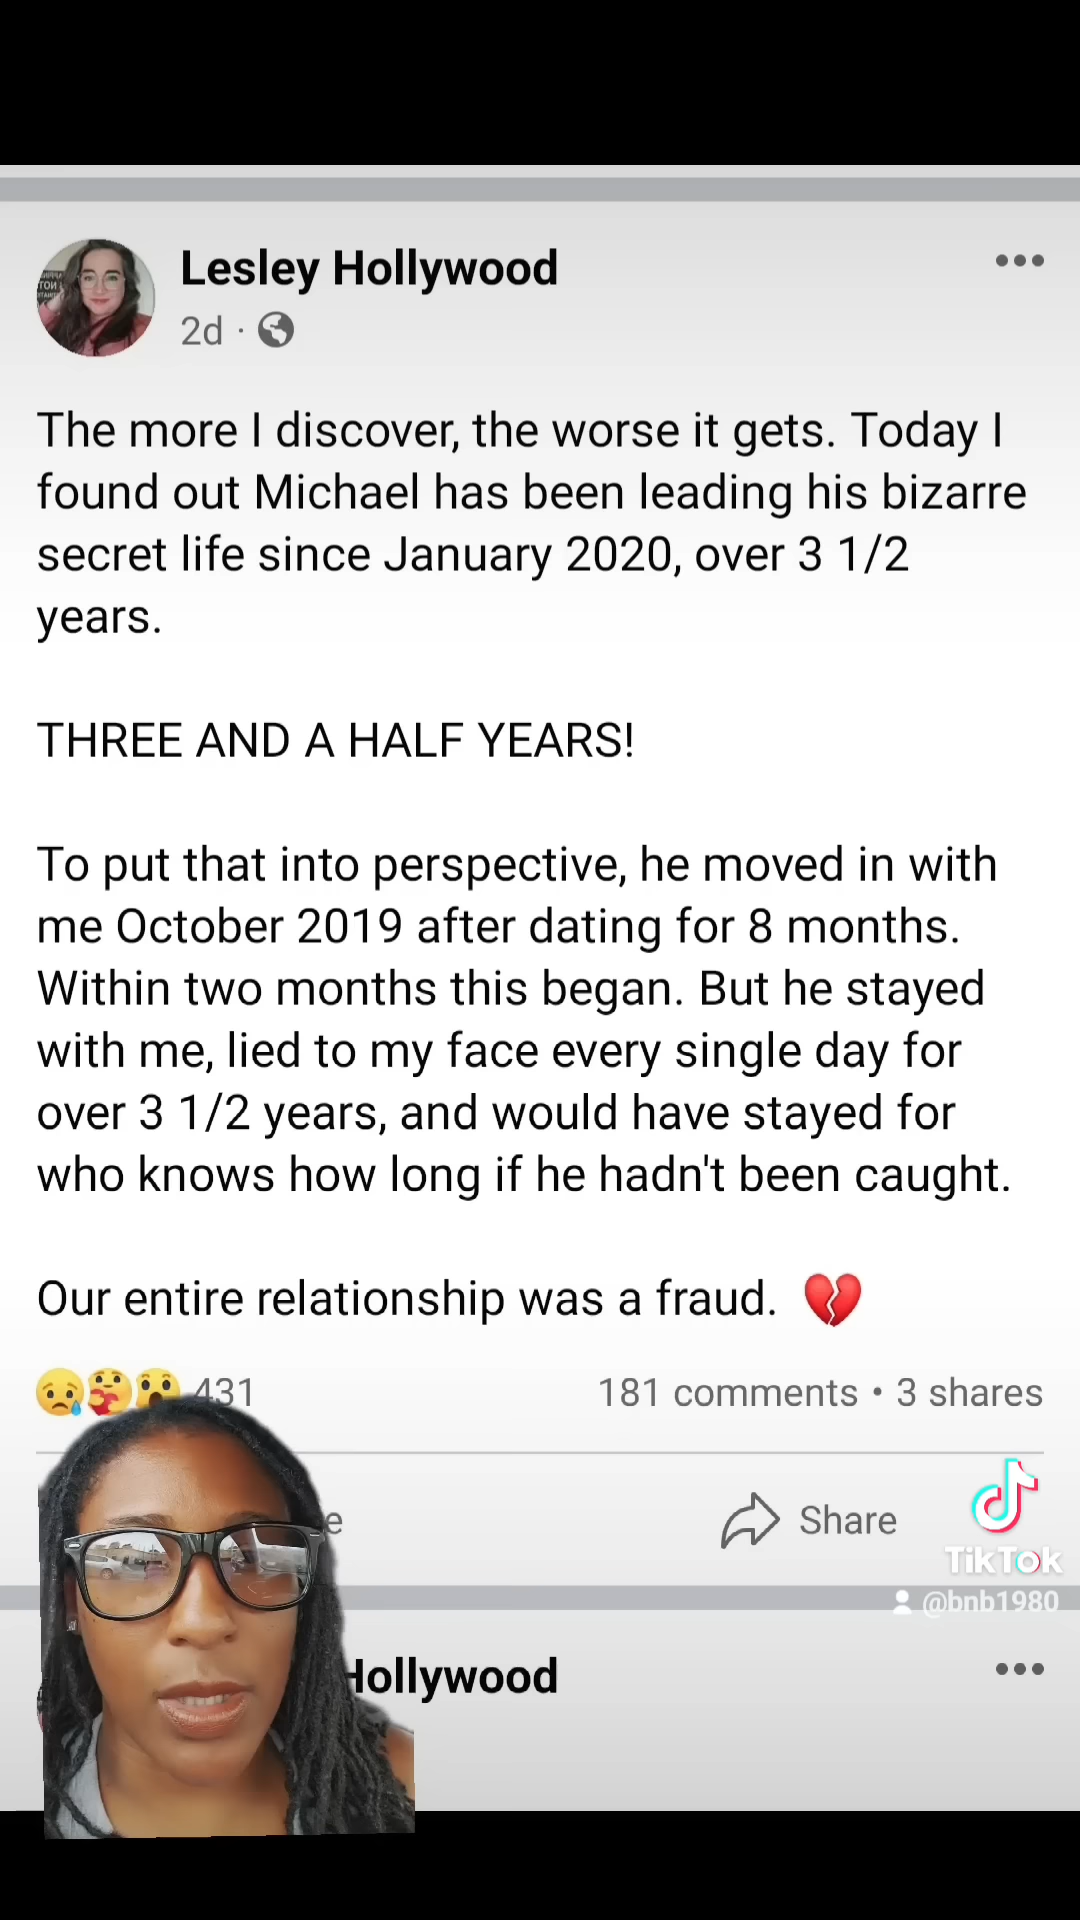 Lesley Hollywood
2d ·
The more I discover, the worse it gets. Today I
found out Michael has been leading his bizarre
secret life since January 2020, over 3 1/2
years.
THREE AND A HALF YEARS!
To put that into perspective, he moved in with
me October 2019 after dating for 8 months.
Within two months this began. But he stayed
with me, lied to my face every single day for
over 3 1/2 years, and would have stayed for
who knows how long if he hadn't been caught.
Our entire relationship was a fraud. 💔
431 181 comments • 3 shares
e Share
TikTok
@bnb1980
Hollywood